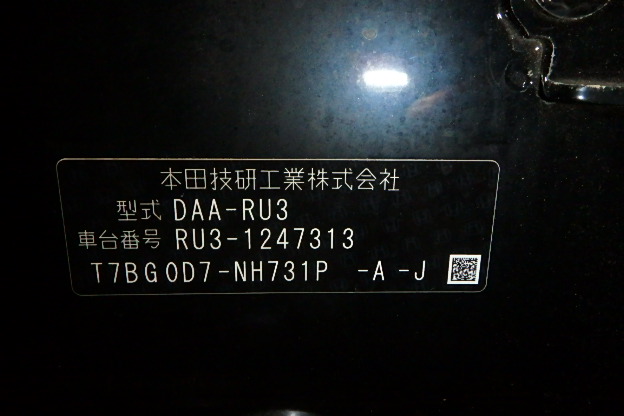 本田技研工業株式会社
型式 DAA-RU3
車台番号 RU3-1247313
T7BG0D7-NH731P -A -J